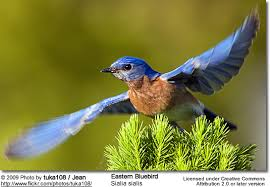 © 2009 Photo by
tuka108 / Jean
www.flickr.com/photos/tuka108/
Eastern Bluebird
Sialia sialis
Licensed under Creative Commons
Attribution 2.0 or any later version